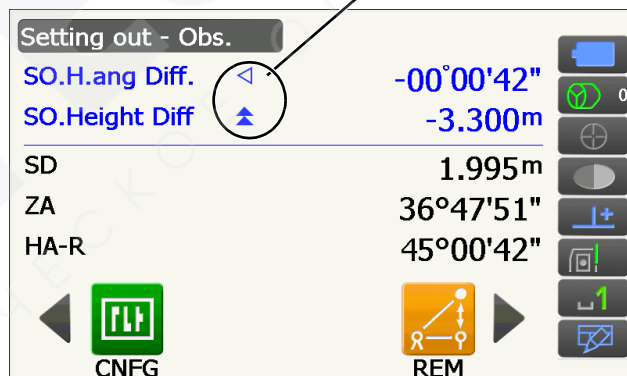 Setting out - Obs.
SO.H.ang Diff. -00°00'42"
SO.Height Diff -3.300m
SD 1.995m
ZA 36°47'51"
HA-R 45°00'42"
0
1
CNFG REM